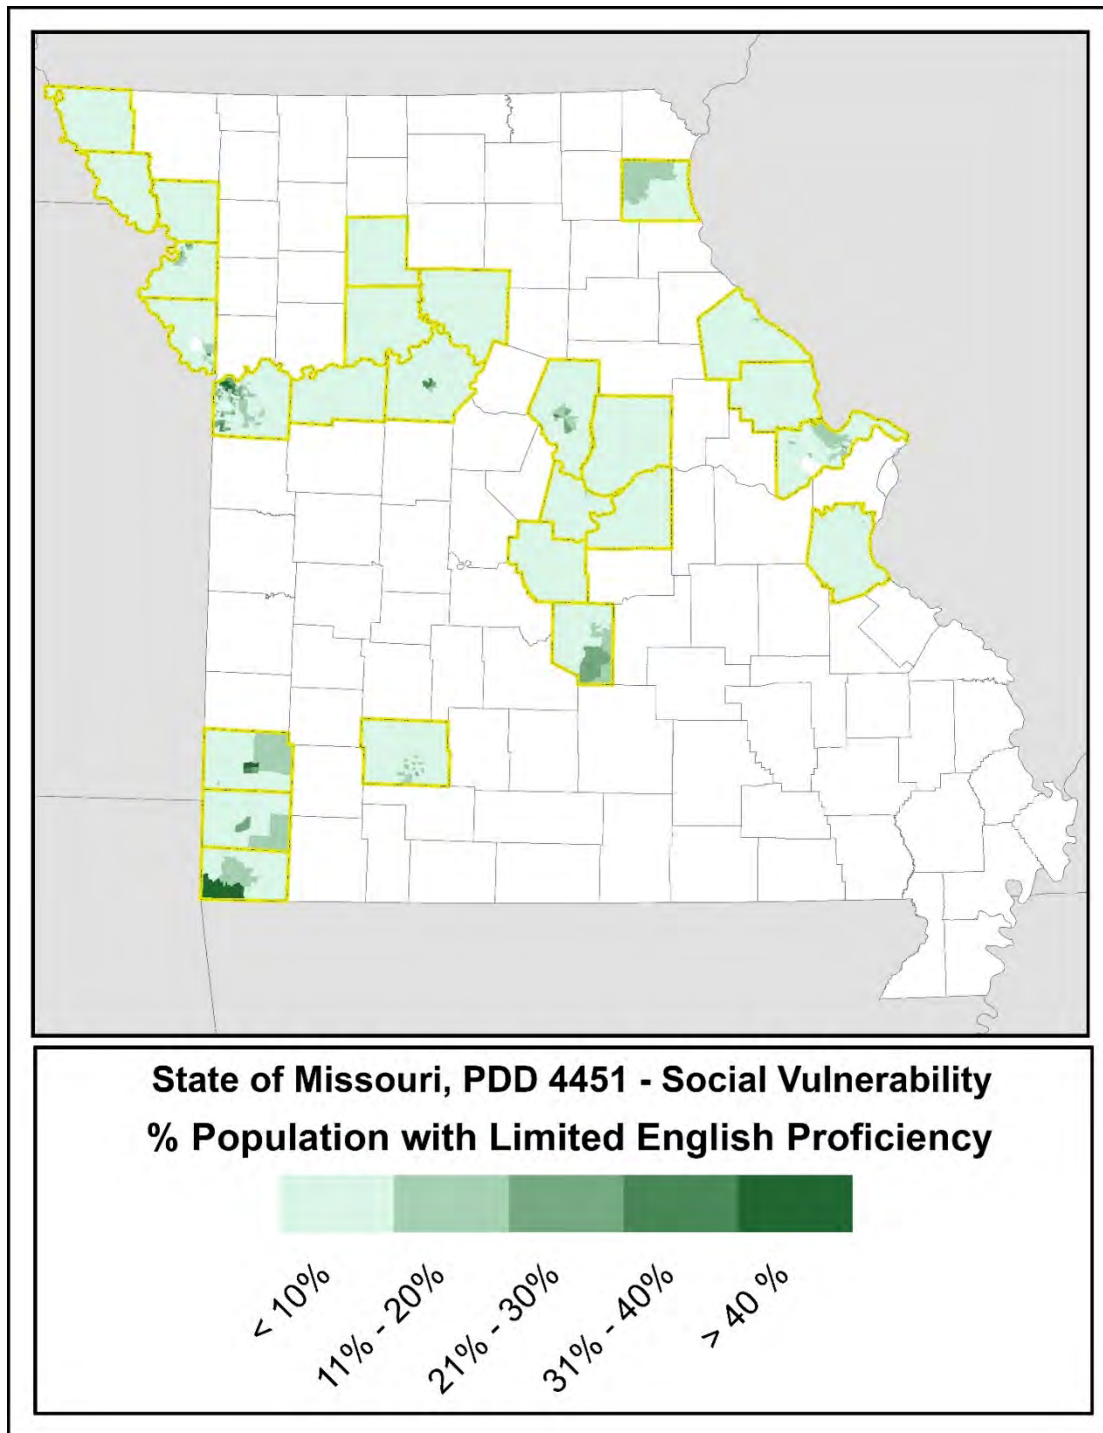 State of Missouri, PDD 4451 - Social Vulnerability
% Population with Limited English Proficiency
< 10%
11% - 20%
21% - 30%
31% - 40%
> 40 %